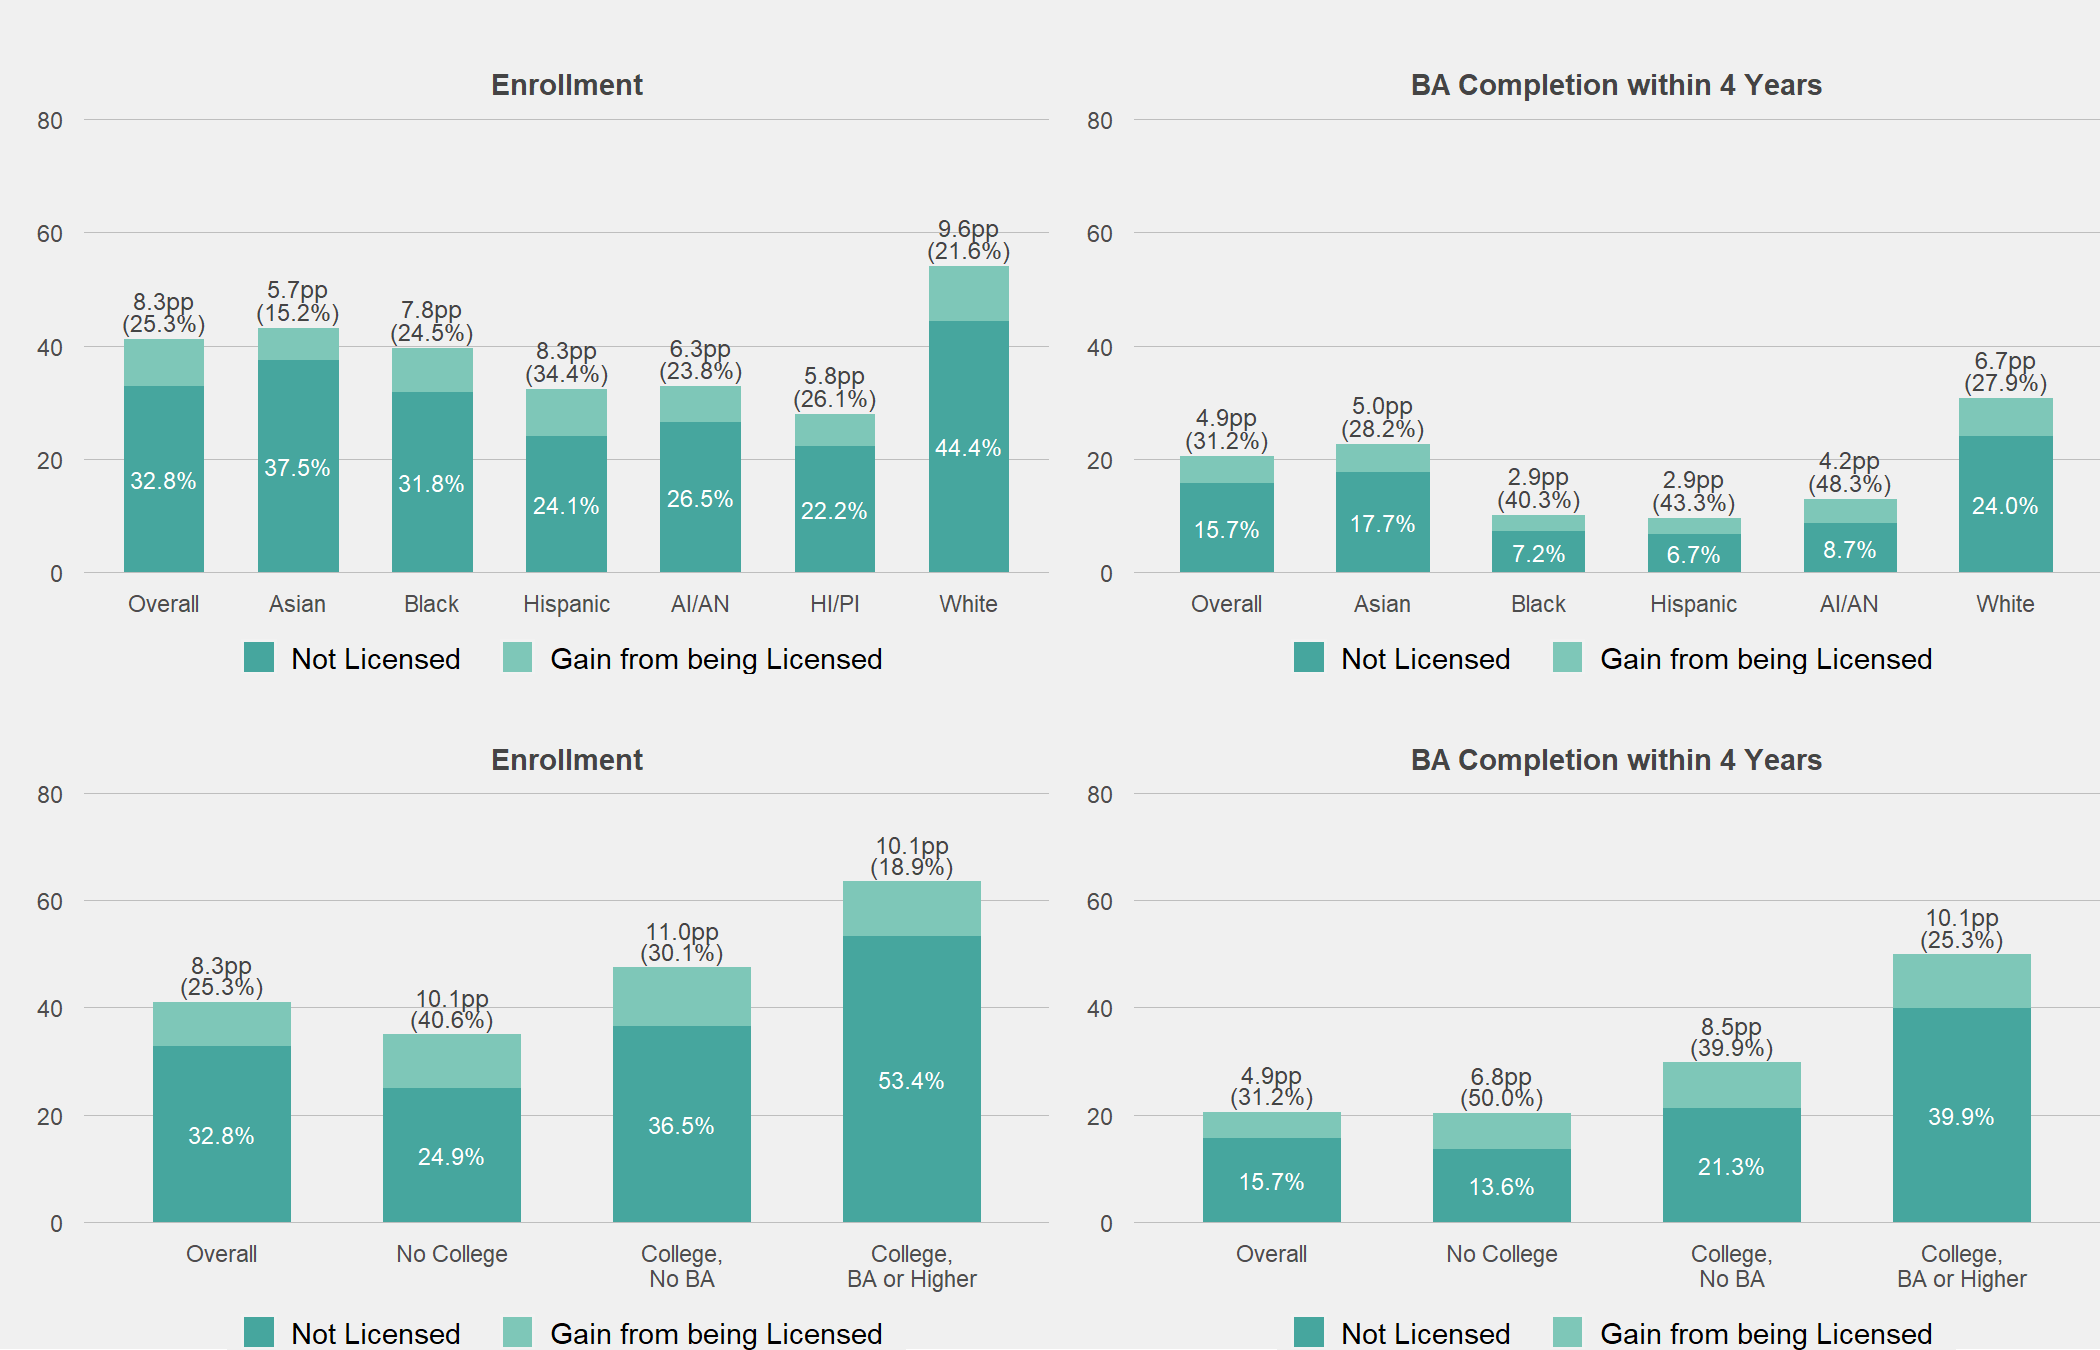 Enrollment
80
60
40
20
0
8.3pp
(25.3%)
5.7pp
(15.2%)
7.8pp
(24.5%)
8.3pp
(34.4%)
6.3pp
(23.8%)
5.8pp
(26.1%)
9.6pp
(21.6%)
32.8%
37.5%
31.8%
24.1%
26.5%
22.2%
44.4%
Overall
Asian
Black
Hispanic
AI/AN
HI/PI
White
Not Licensed
Gain from being Licensed
BA Completion within 4 Years
80
60
40
20
0
4.9pp
(31.2%)
5.0pp
(28.2%)
2.9pp
(40.3%)
2.9pp
(43.3%)
4.2pp
(48.3%)
6.7pp
(27.9%)
15.7%
17.7%
7.2%
6.7%
8.7%
24.0%
Overall
Asian
Black
Hispanic
AI/AN
White
Not Licensed
Gain from being Licensed
Enrollment
80
60
40
20
0
8.3pp
(25.3%)
10.1pp
(40.6%)
11.0pp
(30.1%)
10.1pp
(18.9%)
32.8%
24.9%
36.5%
53.4%
Overall
No College
College,
No BA
College,
BA or Higher
Not Licensed
Gain from being Licensed
BA Completion within 4 Years
80
60
40
20
0
4.9pp
(31.2%)
6.8pp
(50.0%)
8.5pp
(39.9%)
10.1pp
(25.3%)
15.7%
13.6%
21.3%
39.9%
Overall
No College
College,
No BA
College,
BA or Higher
Not Licensed
Gain from being Licensed